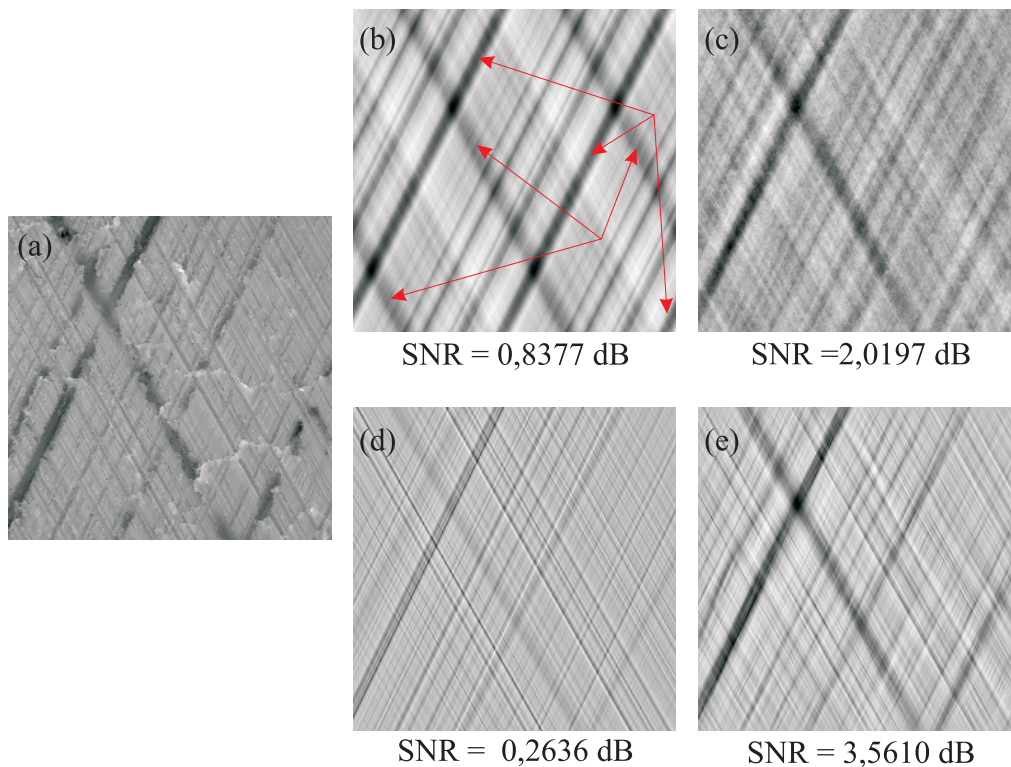 (a)
(b)
(c)
SNR = 0,8377 dB
SNR =2,0197 dB
(d)
(e)
SNR = 0,2636 dB
SNR = 3,5610 dB